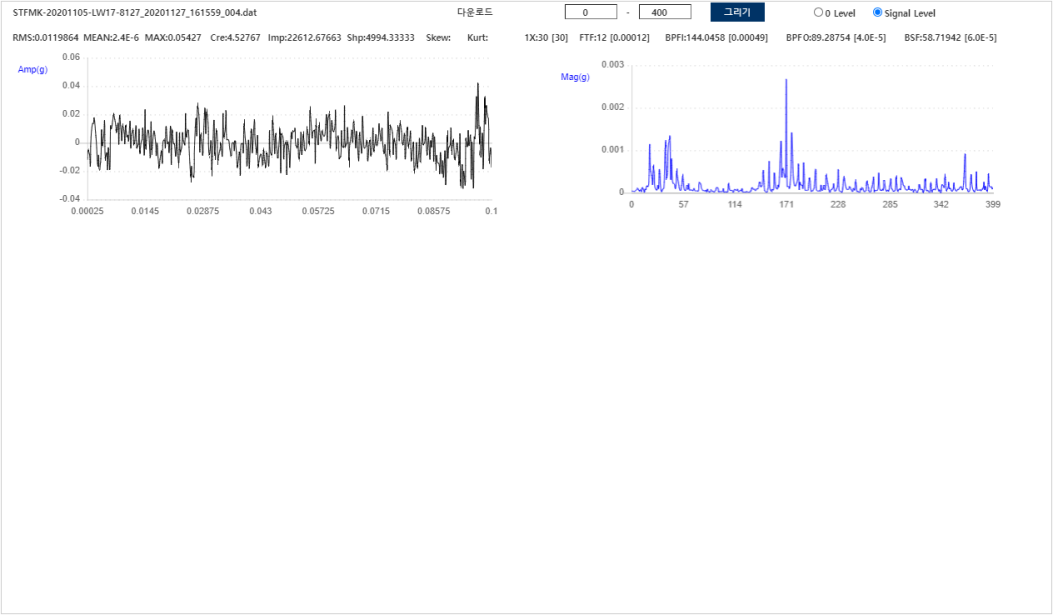 STFMK-20201105-LW17-8127_20201127_161559_004.dat 다운로드 0 - 400 그리기 0 Level Signal Level
RMS:0.0119864 MEAN:2.4E-6 MAX:0.05427 Cre:4.52767 Imp:22612.67663 Shp:4994.33333 Skew: Kurt: 1X:30 [30] FTF:12 [0.00012] BPFI:144.0458 [0.00049] BPFO:89.28754 [4.0E-5] BSF:58.71942 [6.0E-5]
Amp(g)
0.06
0.04
0.02
0
-0.02
-0.04
0.00025 0.0145 0.02875 0.043 0.05725 0.0715 0.08575 0.1
Mag(g)
0.003
0.002
0.001
0
0 57 114 171 228 285 342 399